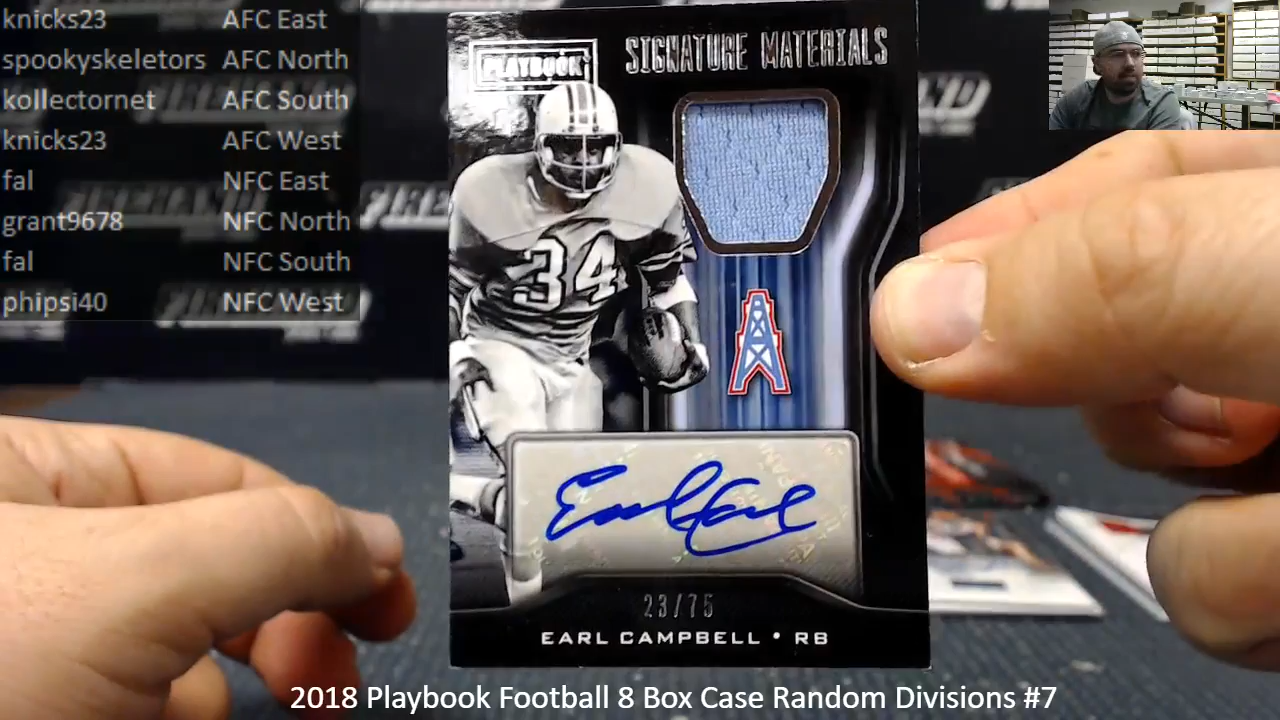 knicks23 AFC East
spookyskeletors AFC North
kollectornet AFC South
knicks23 AFC West
fal NFC East
grant9678 NFC North
fal NFC South
phipsi40 NFC West
PLAYBOOK
SIGNATURE MATERIALS
34
Earl Camp
23/75
EARL CAMPBELL • RB
2018 Playbook Football 8 Box Case Random Divisions #7